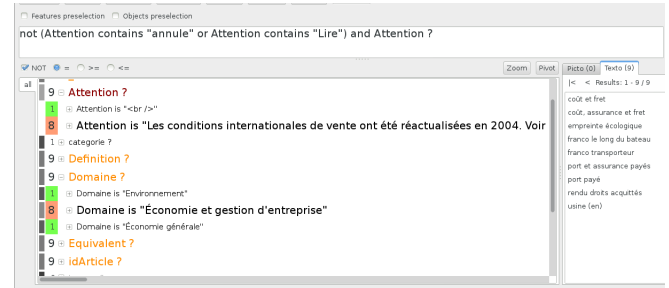 Features preselection Objects preselection
not (Attention contains "annule" or Attention contains "Lire") and Attention ?
NOT = >= <= Zoom Pivot Picto (0) Texto (9)
all
|< < Results: 1 - 9 / 9
9 Attention ?
1 Attention is "<br />"
8 Attention is "Les conditions internationales de vente ont été réactualisées en 2004. Voir
1 categorie ?
9 Definition ?
9 Domaine ?
1 Domaine is "Environnement"
8 Domaine is "Économie et gestion d'entreprise"
1 Domaine is "Économie générale"
9 Equivalent ?
9 idArticle ?
coût et fret
coût, assurance et fret
empreinte écologique
franco le long du bateau
franco transporteur
port et assurance payés
port payé
rendu droits acquittés
usine (en)